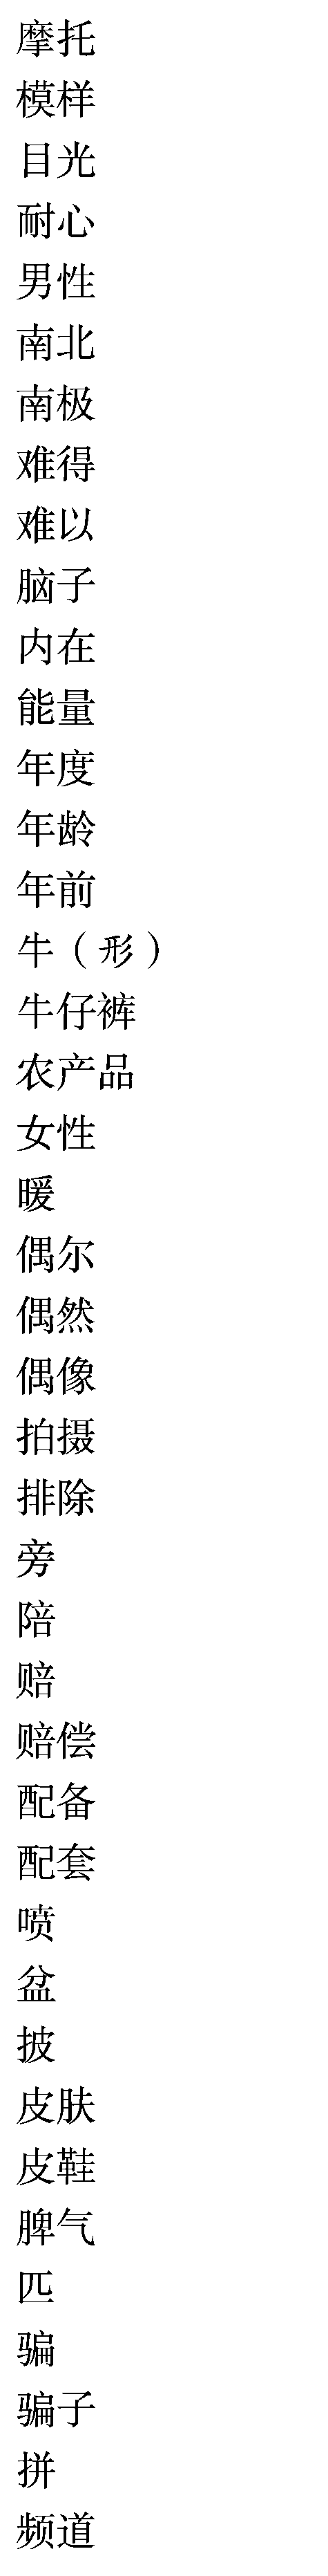 摩托
模样
目光
耐心
男性
南北
南极
难得
难以
脑子
内在
能量
年度
年龄
年前
牛（形）
牛仔裤
农产品
女性
暖
偶尔
偶然
偶像
拍摄
排除
旁
陪
赔
赔偿
配备
配套
喷
盆
披
皮肤
皮鞋
脾气
匹
骗
骗子
拼
频道